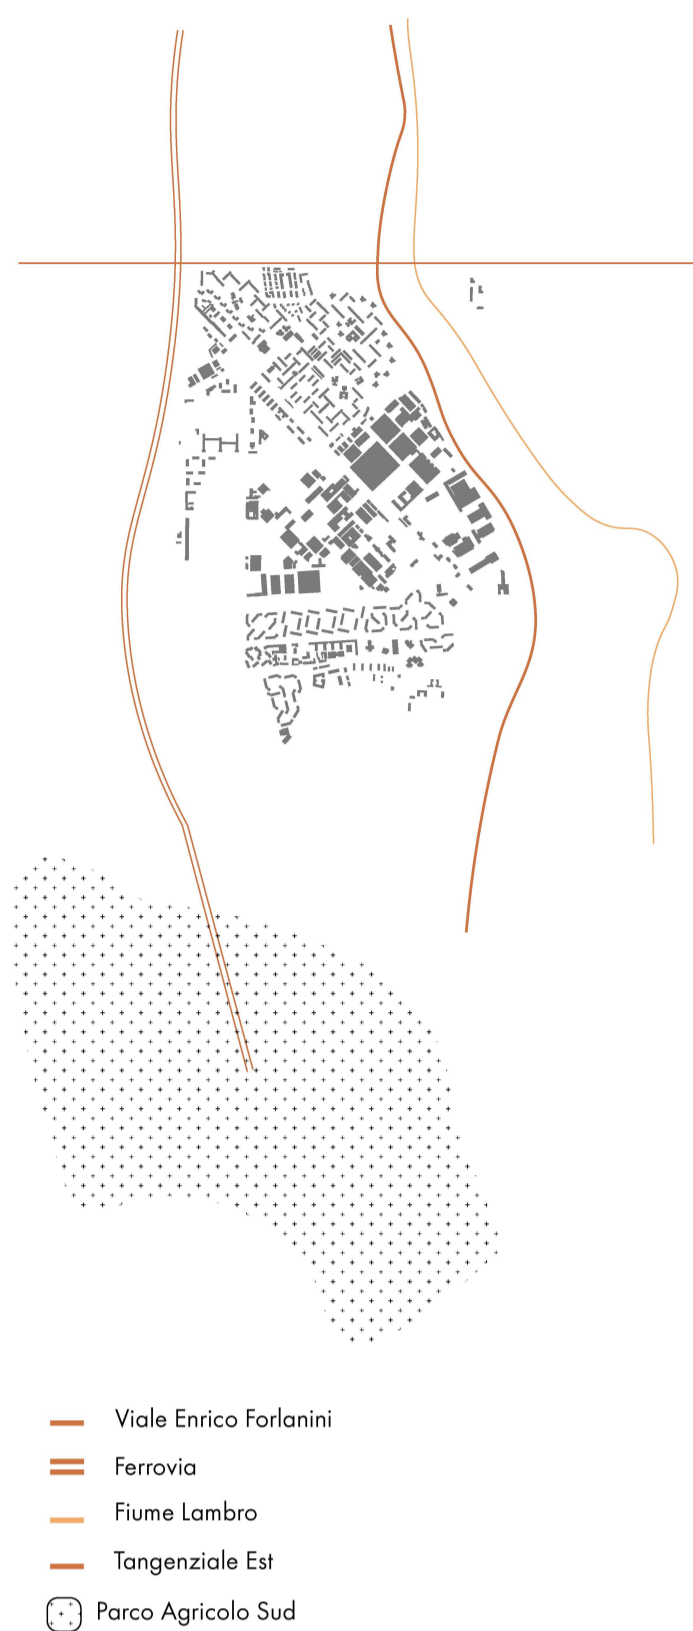 Viale Enrico Forlanini
Ferrovia
Fiume Lambro
Tangenziale Est
Parco Agricolo Sud